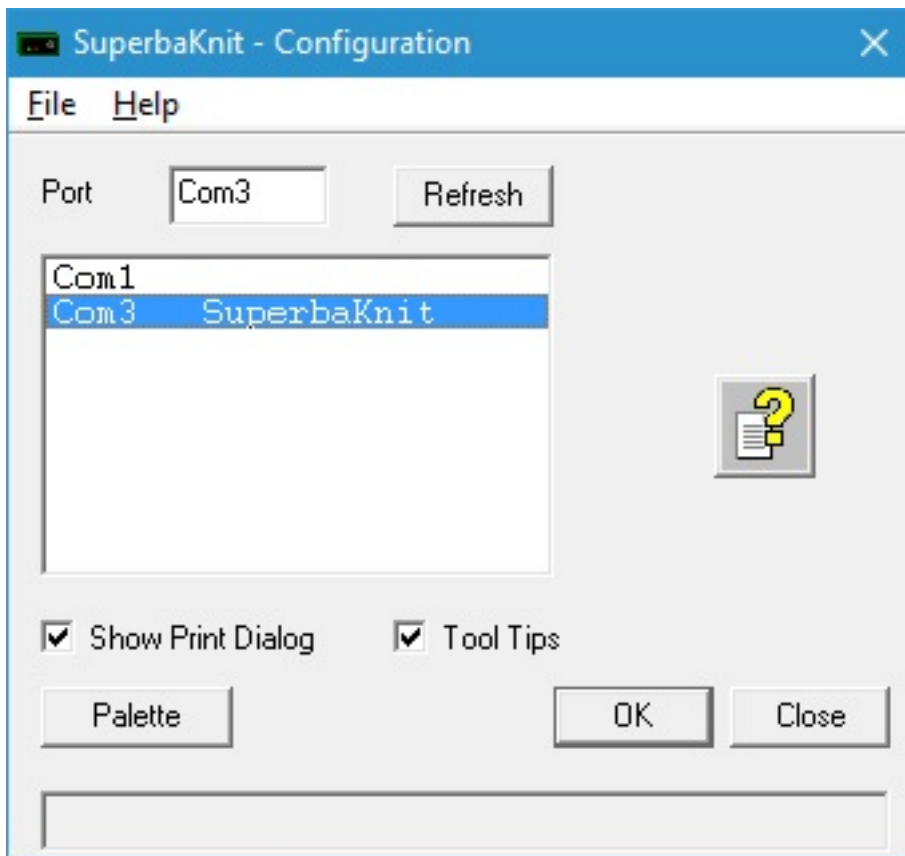 SuperbaKnit - Configuration
File Help
Port Com3 Refresh
Com1
Com3 SuperbaKnit
Show Print Dialog Tool Tips
Palette OK Close